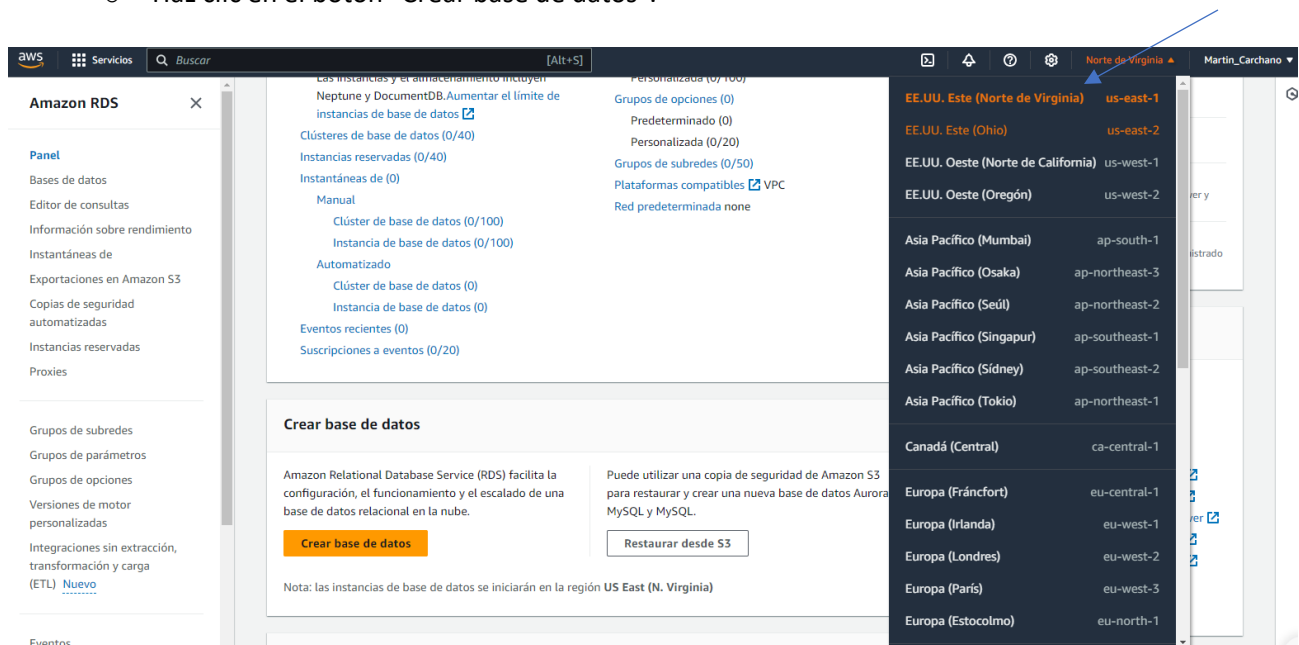 o Haz clic en el botón "Crear base de datos".
aws
Servicios
Buscar
[Alt+S]
Norte de Virginia
Martin_Carchano
Amazon RDS
Panel
Bases de datos
Editor de consultas
Información sobre rendimiento
Instantáneas de
Exportaciones en Amazon S3
Copias de seguridad
automatizadas
Instancias reservadas
Proxies
Grupos de subredes
Grupos de parámetros
Grupos de opciones
Versiones de motor
personalizadas
Integraciones sin extracción,
transformación y carga
(ETL) Nuevo
Eventos
Las instancias y el almacenamiento incluyen
Neptune y DocumentDB.Aumentar el límite de
instancias de base de datos
Clústeres de base de datos (0/40)
Instancias reservadas (0/40)
Instantáneas de (0)
Manual
Clúster de base de datos (0/100)
Instancia de base de datos (0/100)
Automatizado
Clúster de base de datos (0)
Instancia de base de datos (0)
Eventos recientes (0)
Suscripciones a eventos (0/20)
Personalizada (0/100)
Grupos de opciones (0)
Predeterminado (0)
Personalizada (0/20)
Grupos de subredes (0/50)
Plataformas compatibles VPC
Red predeterminada none
Crear base de datos
Amazon Relational Database Service (RDS) facilita la
configuración, el funcionamiento y el escalado de una
base de datos relacional en la nube.
Crear base de datos
Puede utilizar una copia de seguridad de Amazon S3
para restaurar y crear una nueva base de datos Aurora
MySQL y MySQL.
Restaurar desde S3
Nota: las instancias de base de datos se iniciarán en la región US East (N. Virginia)
EE.UU. Este (Norte de Virginia) us-east-1
EE.UU. Este (Ohio) us-east-2
EE.UU. Oeste (Norte de California) us-west-1
EE.UU. Oeste (Oregón) us-west-2
Asia Pacífico (Mumbai) ap-south-1
Asia Pacífico (Osaka) ap-northeast-3
Asia Pacífico (Seúl) ap-northeast-2
Asia Pacífico (Singapur) ap-southeast-1
Asia Pacífico (Sídney) ap-southeast-2
Asia Pacífico (Tokio) ap-northeast-1
Canadá (Central) ca-central-1
Europa (Fráncfort) eu-central-1
Europa (Irlanda) eu-west-1
Europa (Londres) eu-west-2
Europa (París) eu-west-3
Europa (Estocolmo) eu-north-1